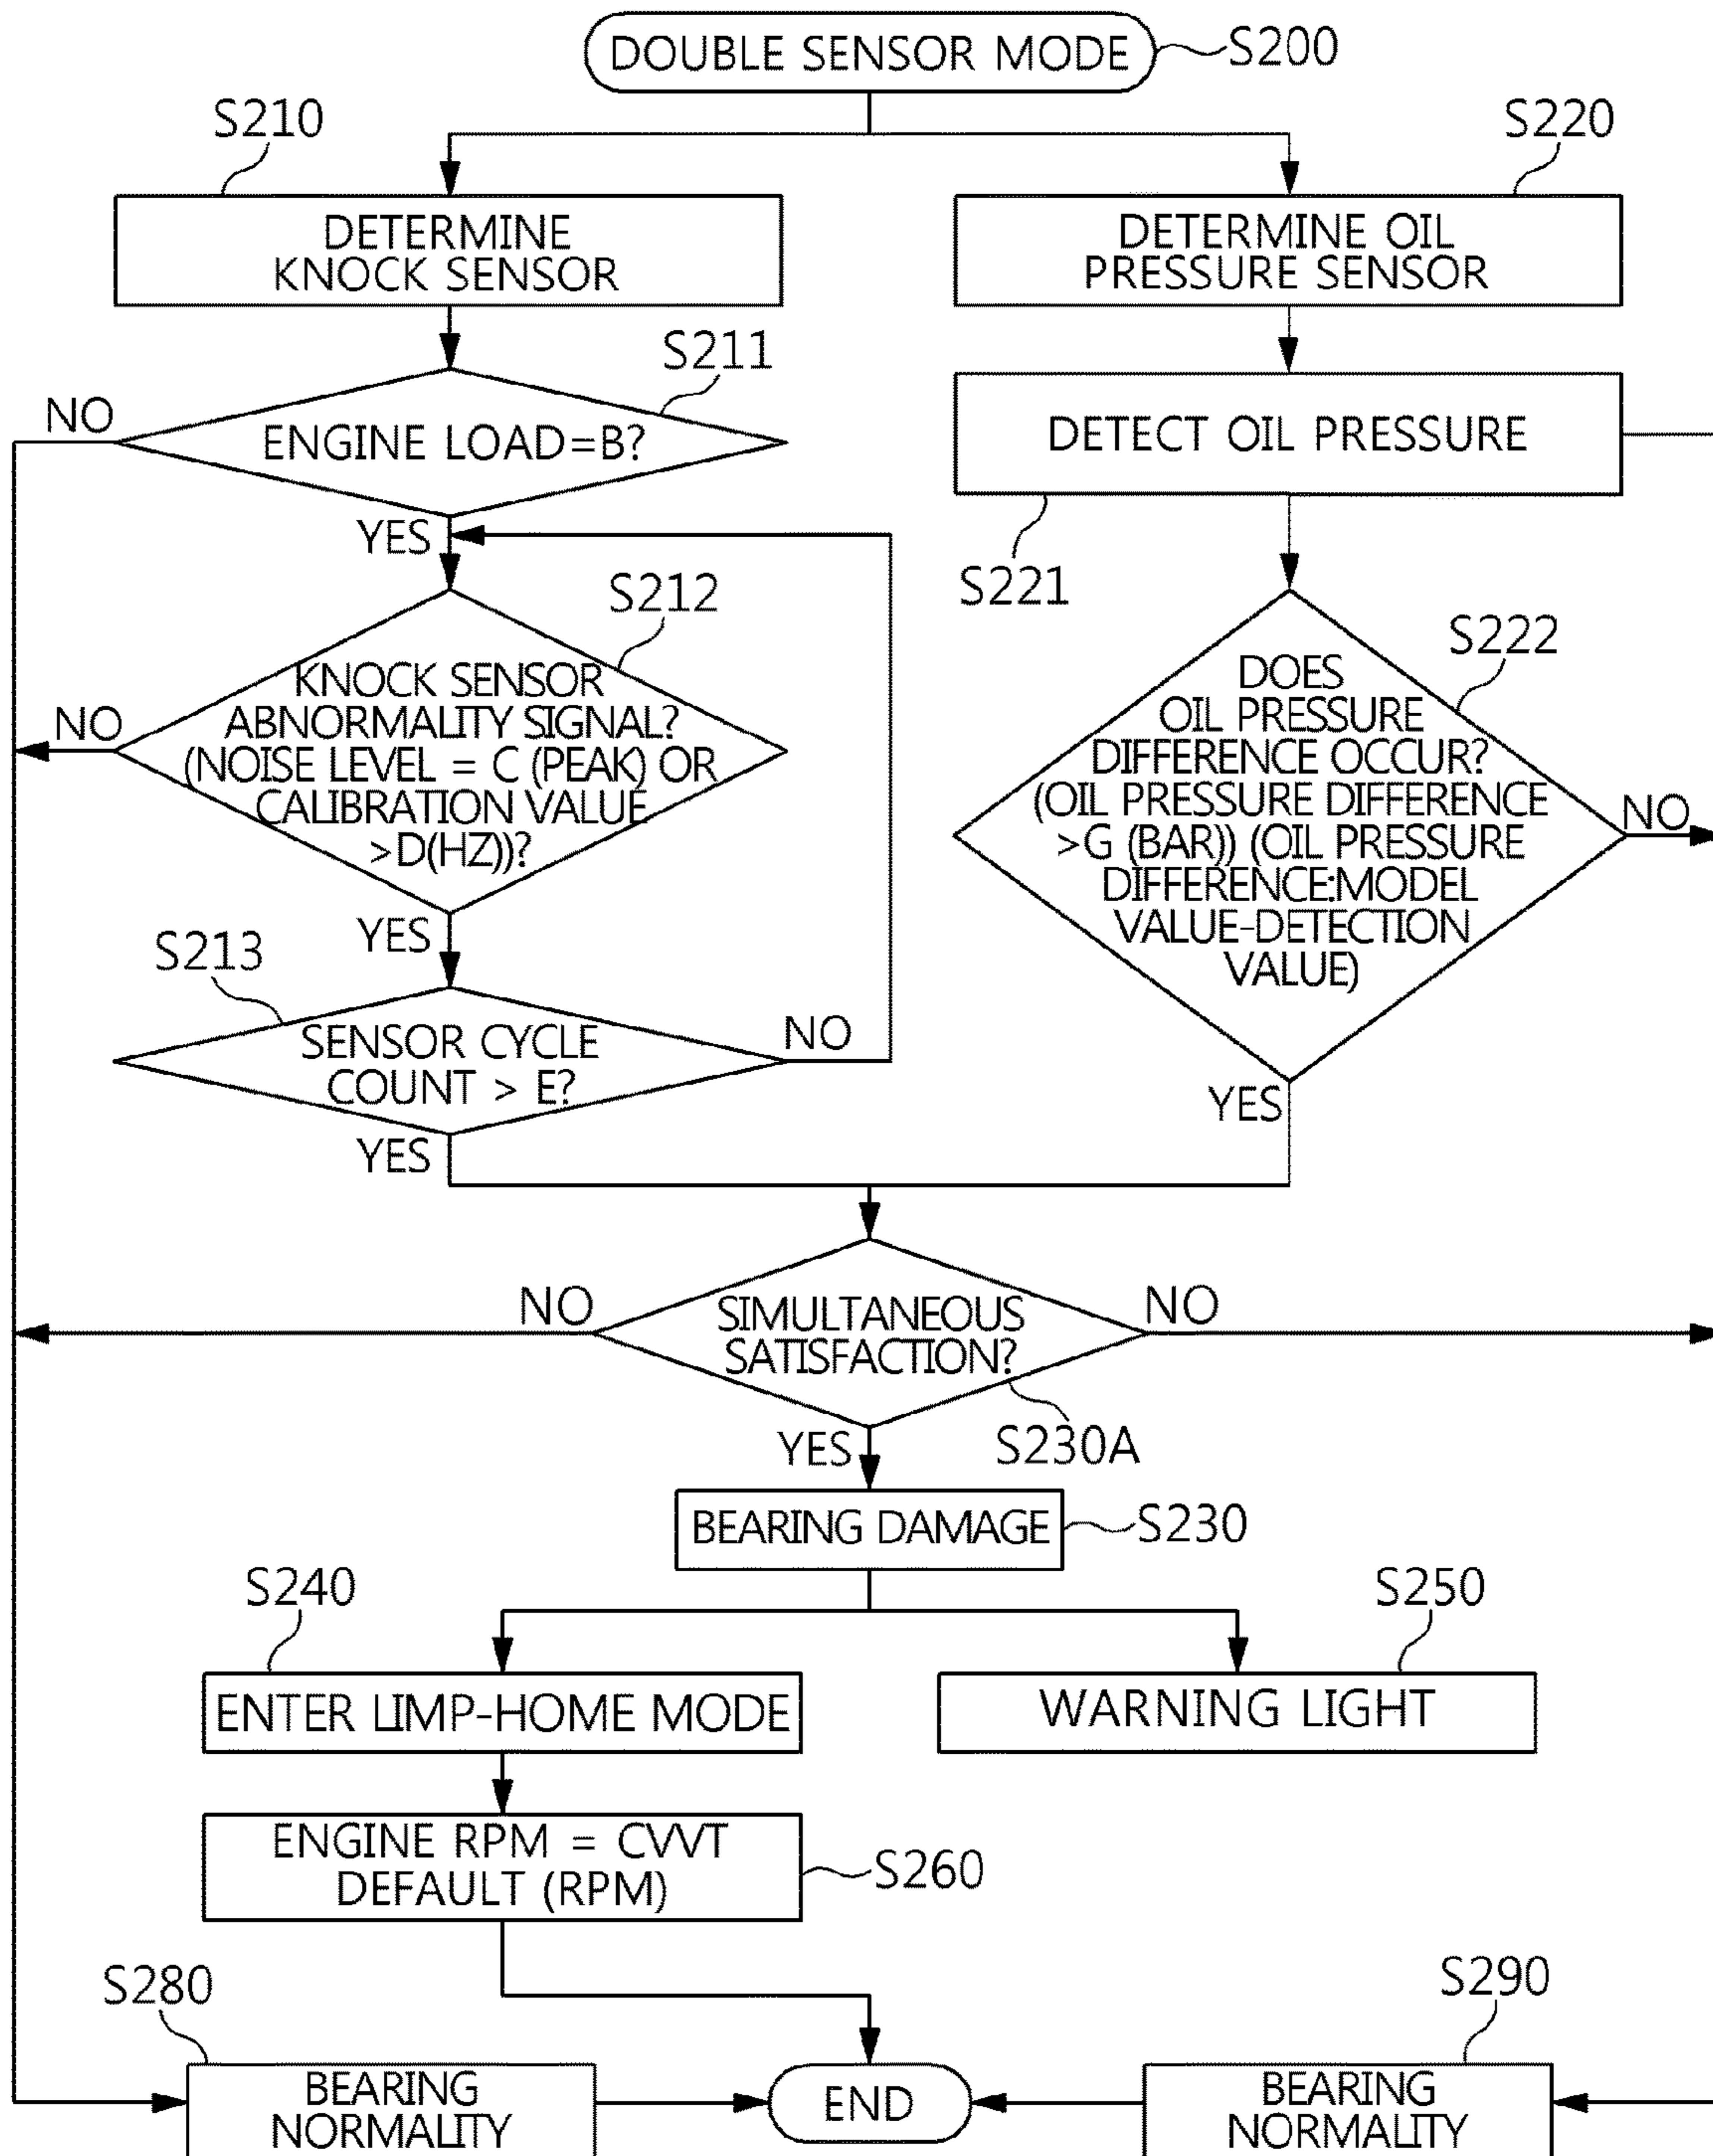 DOUBLE SENSOR MODE
S200
S210
S220
DETERMINE
KNOCK SENSOR
DETERMINE OIL
PRESSURE SENSOR
S211
NO
ENGINE LOAD=B?
DETECT OIL PRESSURE
YES
S221
S212
KNOCK SENSOR
ABNORMALITY SIGNAL?
(NOISE LEVEL = C (PEAK) OR
CALIBRATION VALUE
>D(HZ))?
NO
S222
DOES
OIL PRESSURE
DIFFERENCE OCCUR?
(OIL PRESSURE DIFFERENCE
>G (BAR)) (OIL PRESSURE
DIFFERENCE:MODEL
VALUE-DETECTION
VALUE)
NO
YES
S213
SENSOR CYCLE
COUNT > E?
NO
YES
YES
NO
SIMULTANEOUS
SATISFACTION?
NO
YES
S230A
BEARING DAMAGE
S230
S240
S250
ENTER LIMP-HOME MODE
WARNING LIGHT
ENGINE RPM = CVVT
DEFAULT (RPM)
S260
S280
S290
BEARING
NORMALITY
END
BEARING
NORMALITY